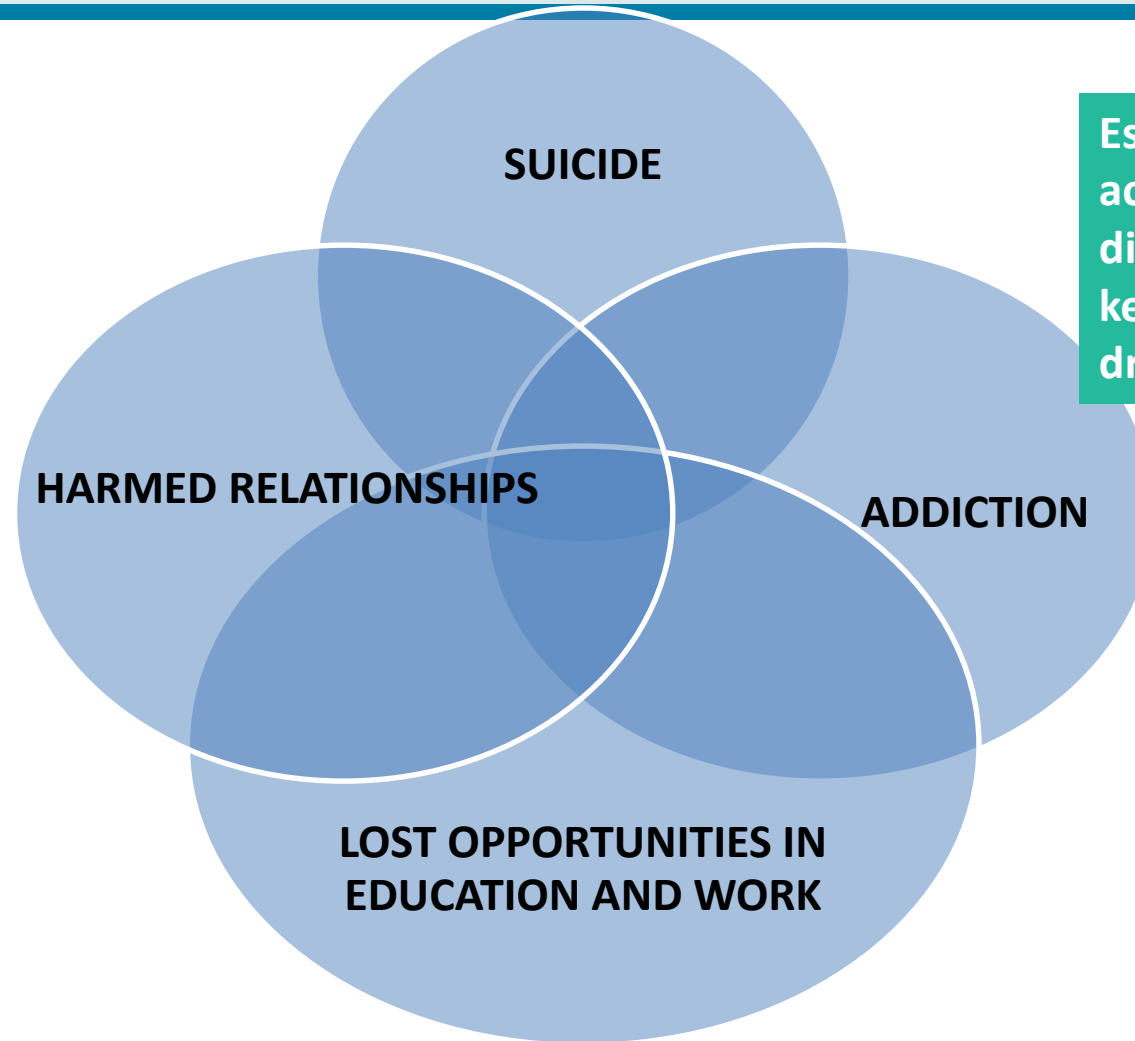 SUICIDE
HARMED RELATIONSHIPS
ADDICTION
LOST OPPORTUNITIES IN
EDUCATION AND WORK